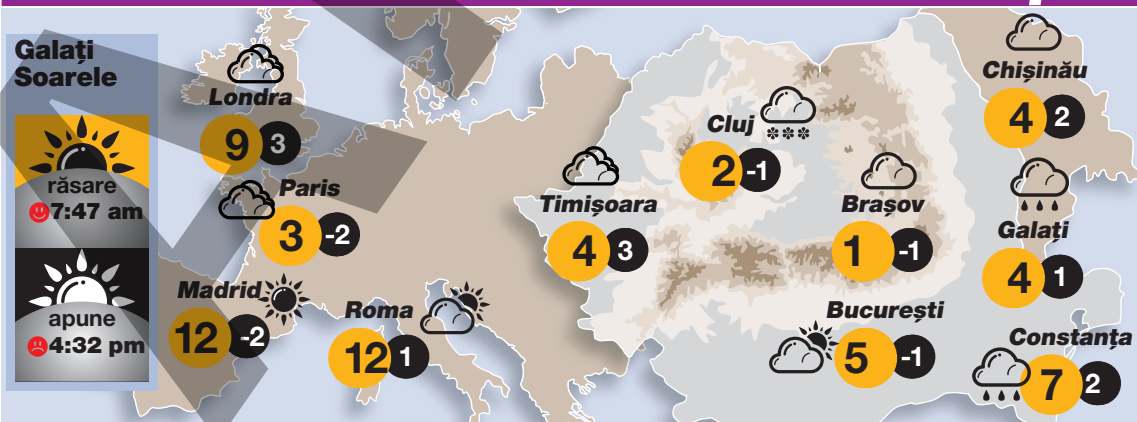 Galați
Soarele
răsare
7:47 am
apune
4:32 pm
Londra
9 3
Paris
3 -2
Madrid
12 -2
Roma
12 1
Timișoara
4 3
Cluj
2 -1
Brașov
1 -1
București
5 -1
Chișinău
4 2
Galați
4 1
Constanța
7 2